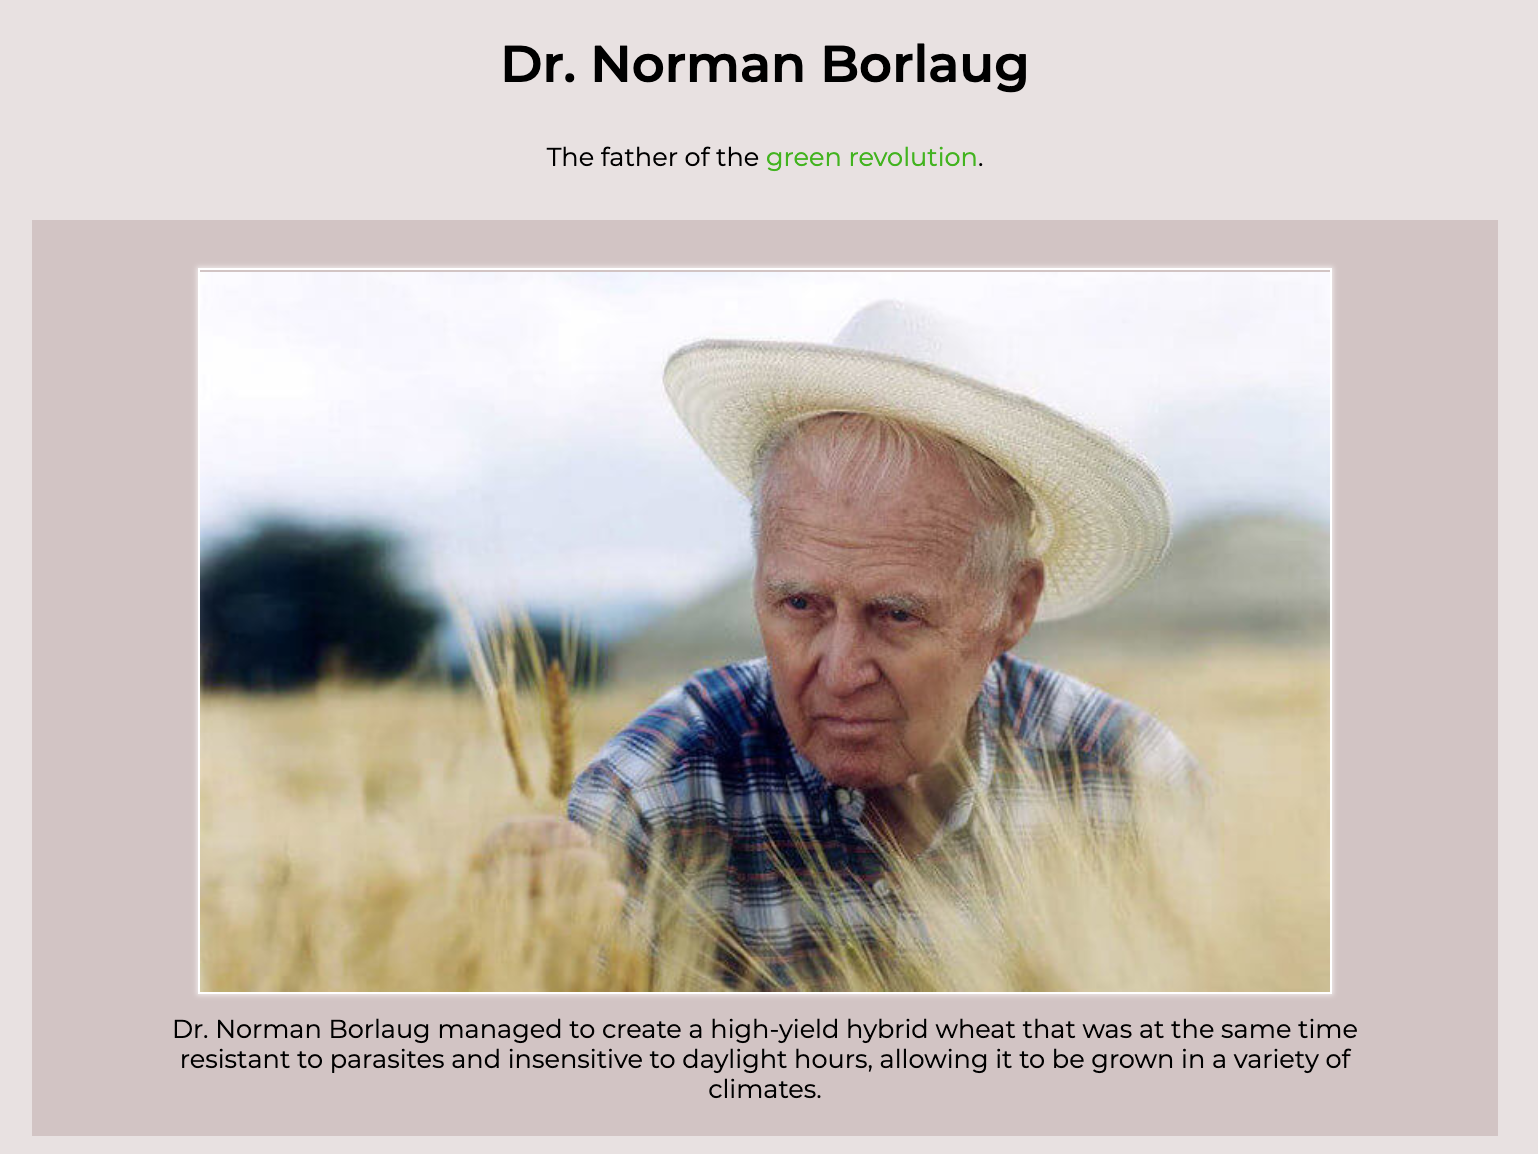 Dr. Norman Borlaug
The father of the green revolution.
Dr. Norman Borlaug managed to create a high-yield hybrid wheat that was at the same time
resistant to parasites and insensitive to daylight hours, allowing it to be grown in a variety of
climates.